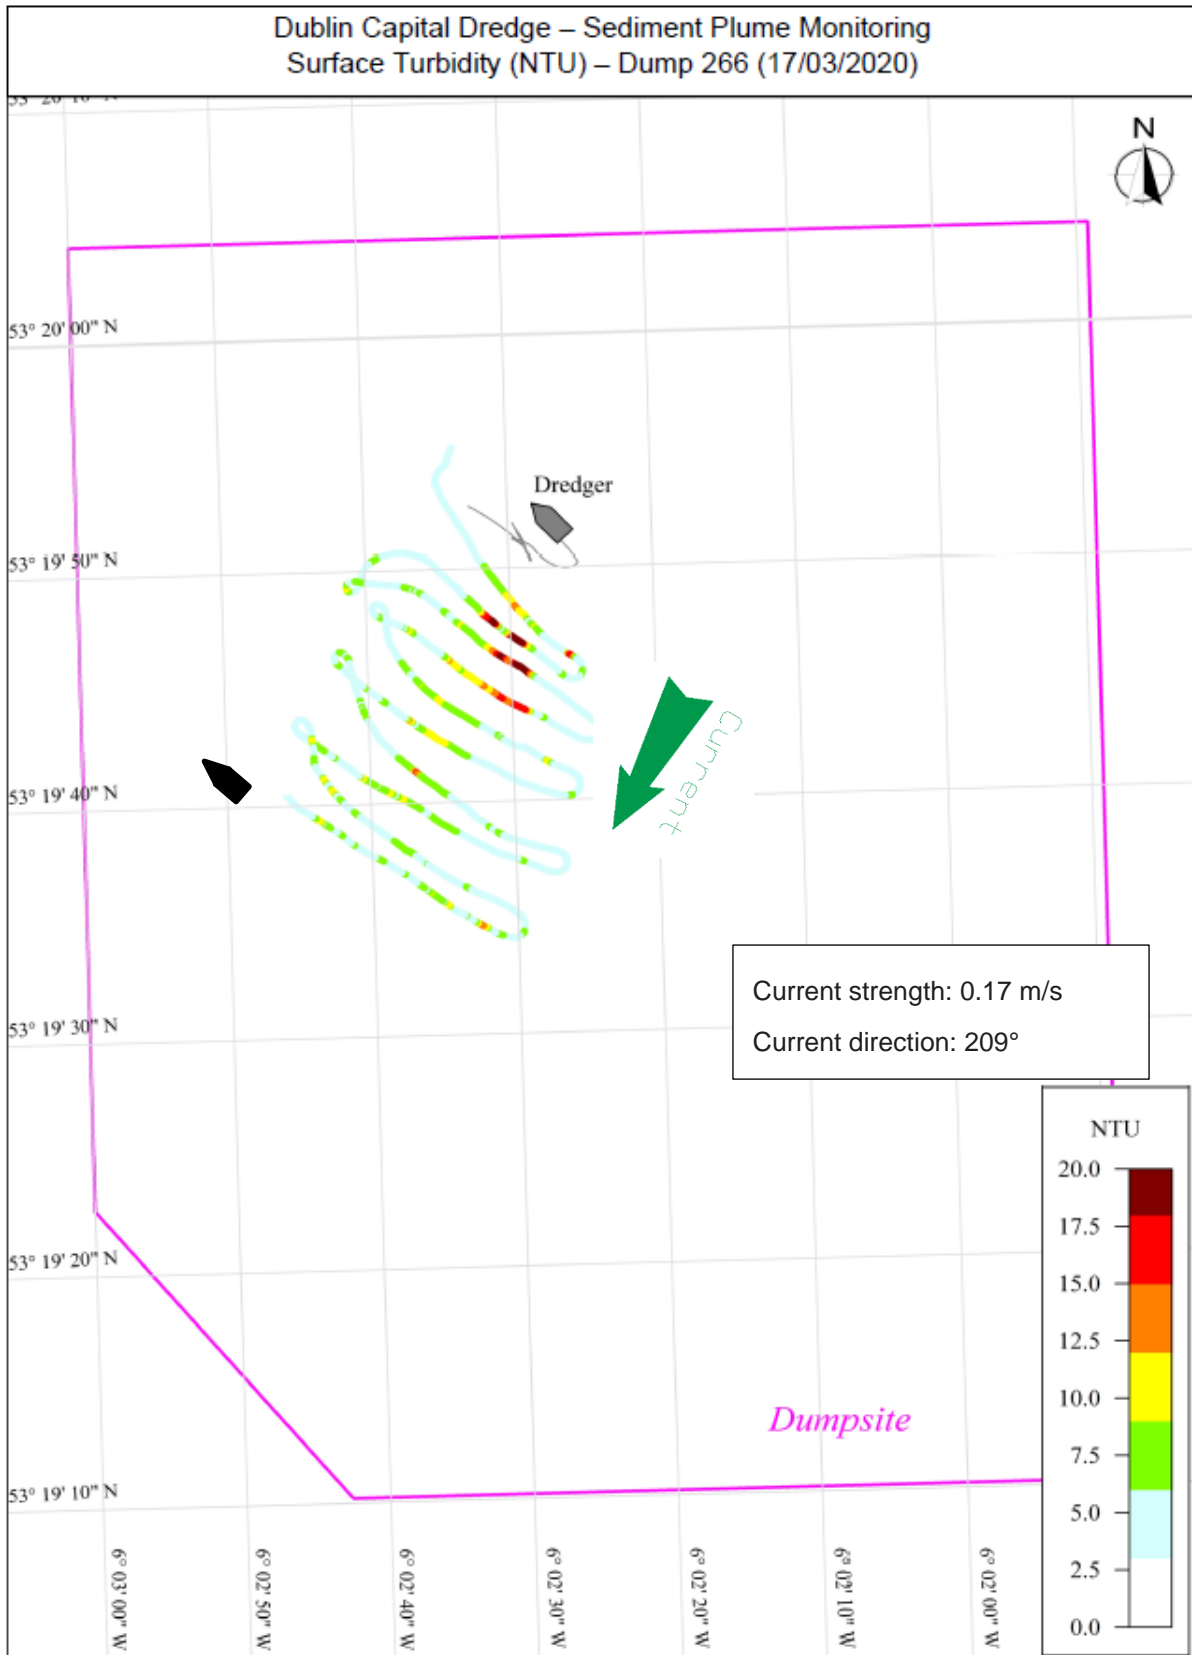 Dublin Capital Dredge – Sediment Plume Monitoring
Surface Turbidity (NTU) – Dump 266 (17/03/2020)
N
53° 20' 00" N
Dredger
53° 19' 50" N
Current
53° 19' 40" N
Current strength: 0.17 m/s
Current direction: 209°
53° 19' 30" N
NTU
20.0
17.5
15.0
12.5
10.0
7.5
5.0
2.5
0.0
53° 19' 20" N
Dumpsite
53° 19' 10" N
6° 03' 00" W
6° 02' 50" W
6° 02' 40" W
6° 02' 30" W
6° 02' 20" W
6° 02' 10" W
6° 02' 00" W